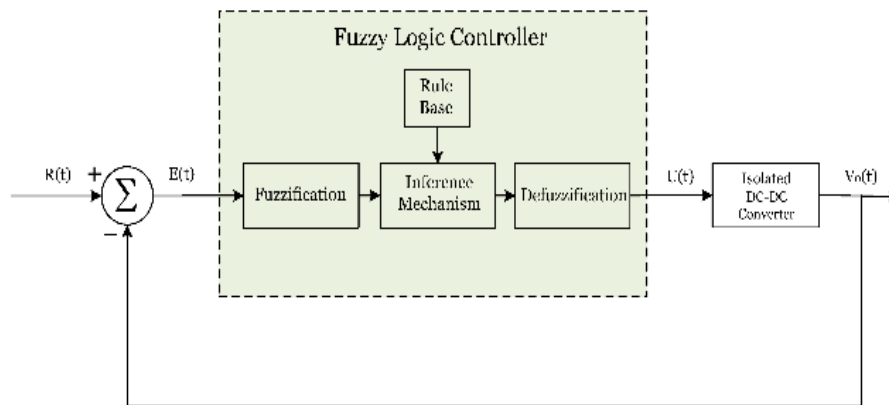 Fuzzy Logic Controller
Rule
Base
R(t)
+
Σ
−
E(t)
Fuzzification
Inference
Mechanism
Defuzzification
U(t)
Isolated
DC-DC
Converter
Vo(t)